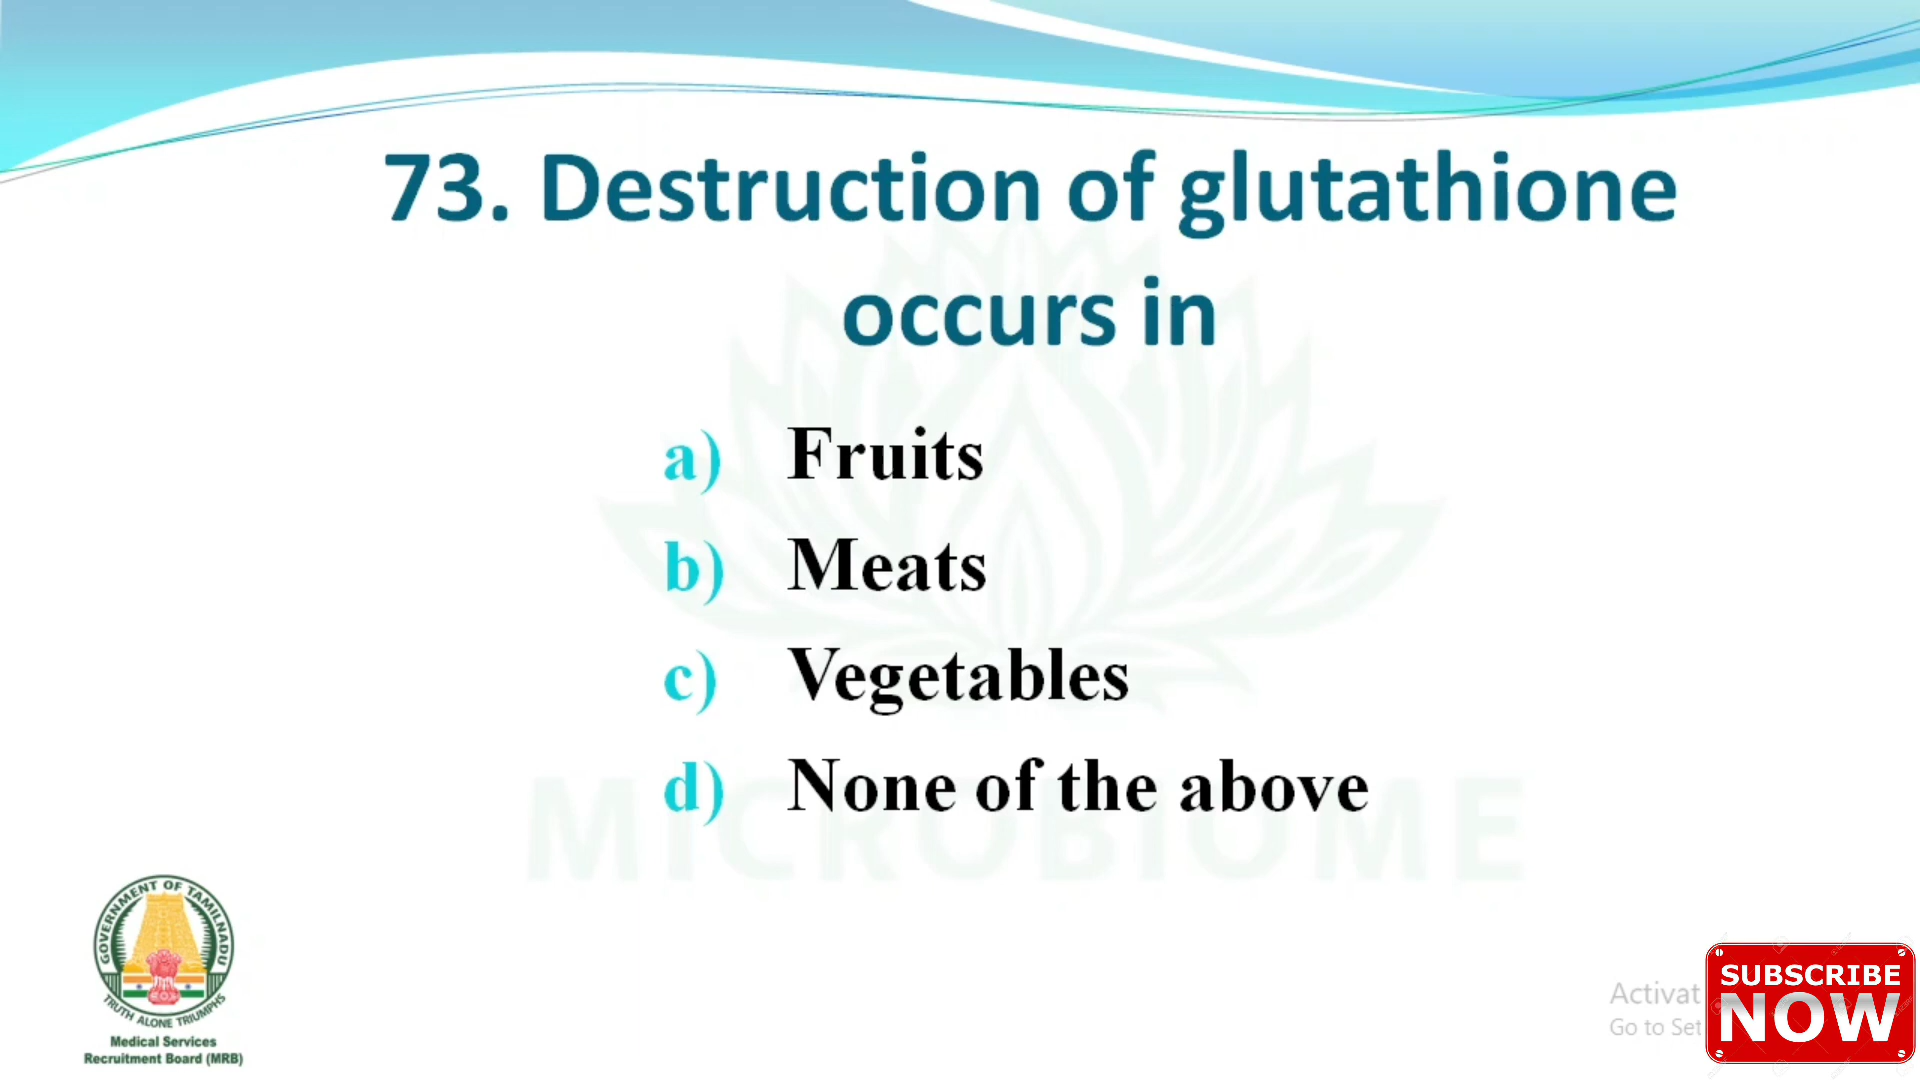 73. Destruction of glutathione
occurs in
a) Fruits
b) Meats
c) Vegetables
d) None of the above
MICROBIOME
GOVERNMENT OF TAMILNADU
TRUTH ALONE TRIUMPHS
Medical Services
Recruitment Board (MRB)
Activat
Go to Set
SUBSCRIBE
NOW